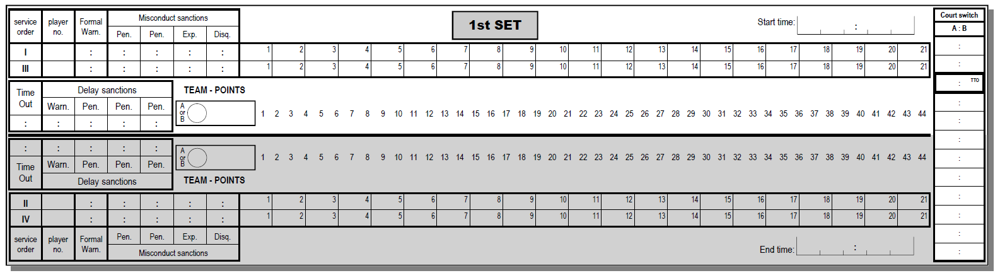 service order player no. Formal Warn. Misconduct sanctions
Pen. Pen. Exp. Disq.
1st SET
Start time: :
Court switch
A : B
I : : : : : 1 2 3 4 5 6 7 8 9 10 11 12 13 14 15 16 17 18 19 20 21
III : : : : : 1 2 3 4 5 6 7 8 9 10 11 12 13 14 15 16 17 18 19 20 21
:
:
: TTO
:
:
:
:
:
:
:
:
:
Time Out Delay sanctions
Warn. Pen. Pen. Pen.
: : : : :
TEAM - POINTS
A or B 1 2 3 4 5 6 7 8 9 10 11 12 13 14 15 16 17 18 19 20 21 22 23 24 25 26 27 28 29 30 31 32 33 34 35 36 37 38 39 40 41 42 43 44
: : : : :
A or B 1 2 3 4 5 6 7 8 9 10 11 12 13 14 15 16 17 18 19 20 21 22 23 24 25 26 27 28 29 30 31 32 33 34 35 36 37 38 39 40 41 42 43 44
Time Out Warn. Pen. Pen. Pen.
Delay sanctions
TEAM - POINTS
II : : : : : 1 2 3 4 5 6 7 8 9 10 11 12 13 14 15 16 17 18 19 20 21
IV : : : : : 1 2 3 4 5 6 7 8 9 10 11 12 13 14 15 16 17 18 19 20 21
service order player no. Formal Warn. Pen. Pen. Exp. Disq.
Misconduct sanctions
End time: :